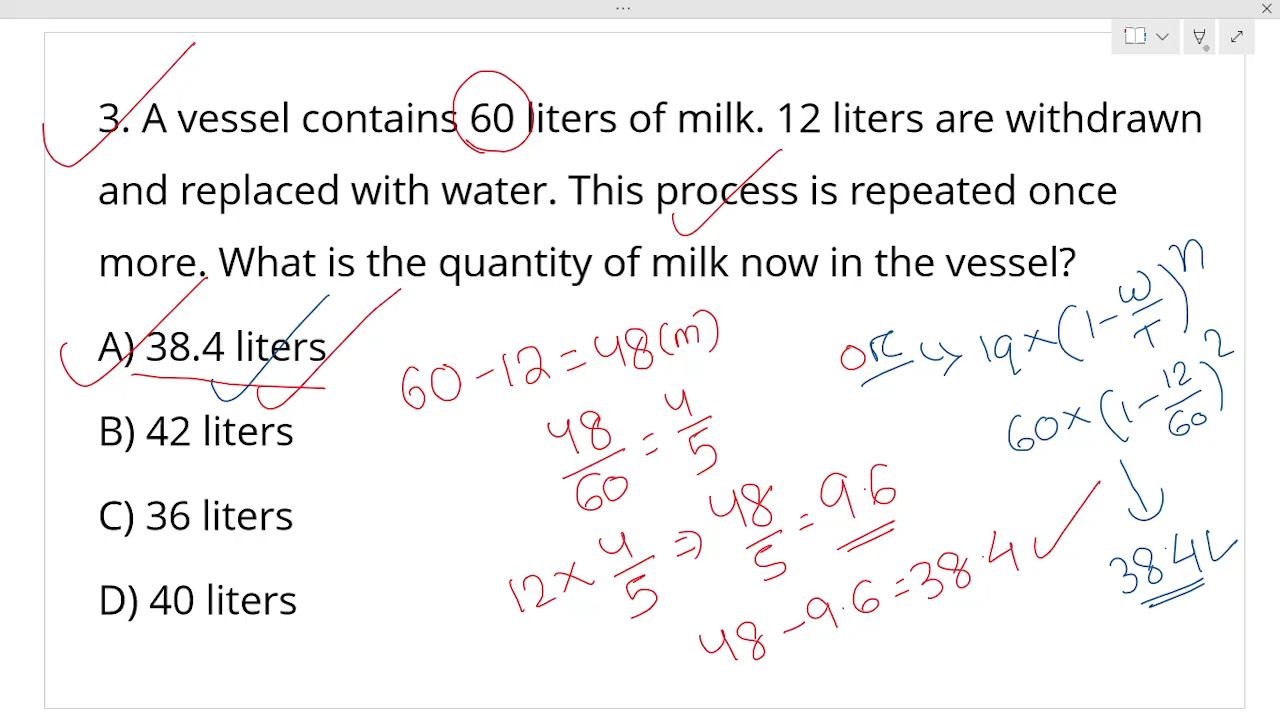 3. A vessel contains 60 liters of milk. 12 liters are withdrawn
and replaced with water. This process is repeated once
more. What is the quantity of milk now in the vessel?
A) 38.4 liters
B) 42 liters
C) 36 liters
D) 40 liters
60 - 12 = 48 (m)
48/60 = 4/5
12 × 4/5 ⇒ 48/5 = 9.6
48 - 9.6 = 38.4
OR ↪ 19 × (1 - W/T)^n
60 × (1 - 12/60)^2
38.4